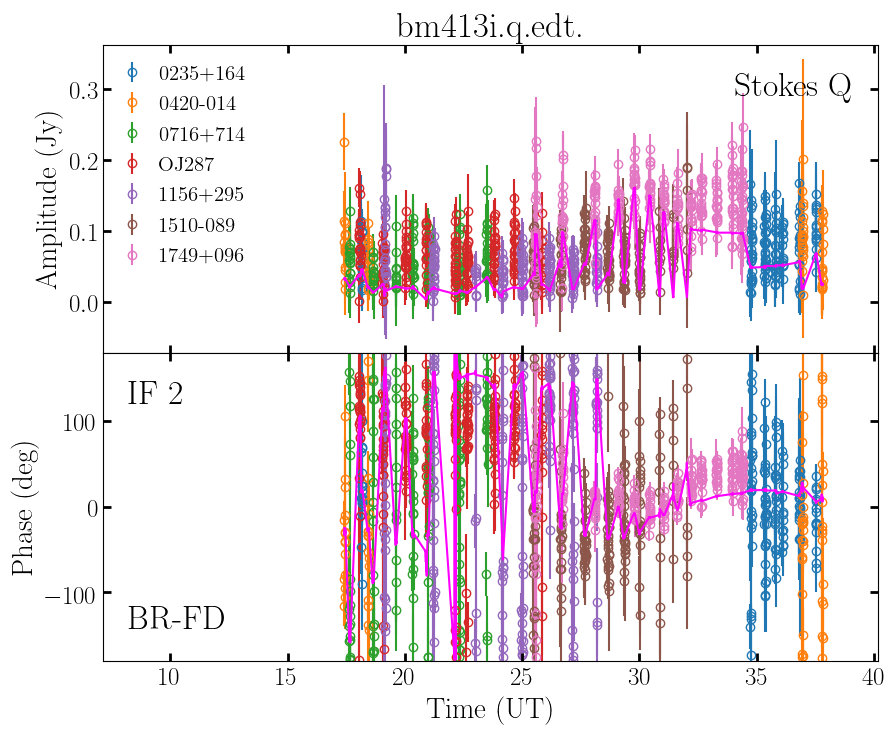 bm413i.q.edt.
Stokes Q
0235+164
0420-014
0716+714
OJ287
1156+295
1510-089
1749+096
Amplitude (Jy)
0.3
0.2
0.1
0.0
IF 2
BR-FD
Phase (deg)
100
0
−100
10 15 20 25 30 35 40
Time (UT)